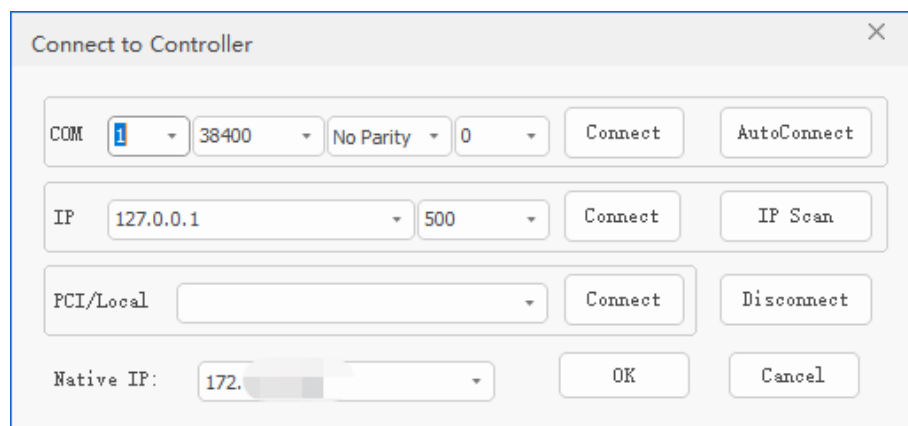 Connect to Controller
COM 1 38400 No Parity 0 Connect AutoConnect
IP 127.0.0.1 500 Connect IP Scan
PCI/Local Connect Disconnect
Native IP: 172. OK Cancel